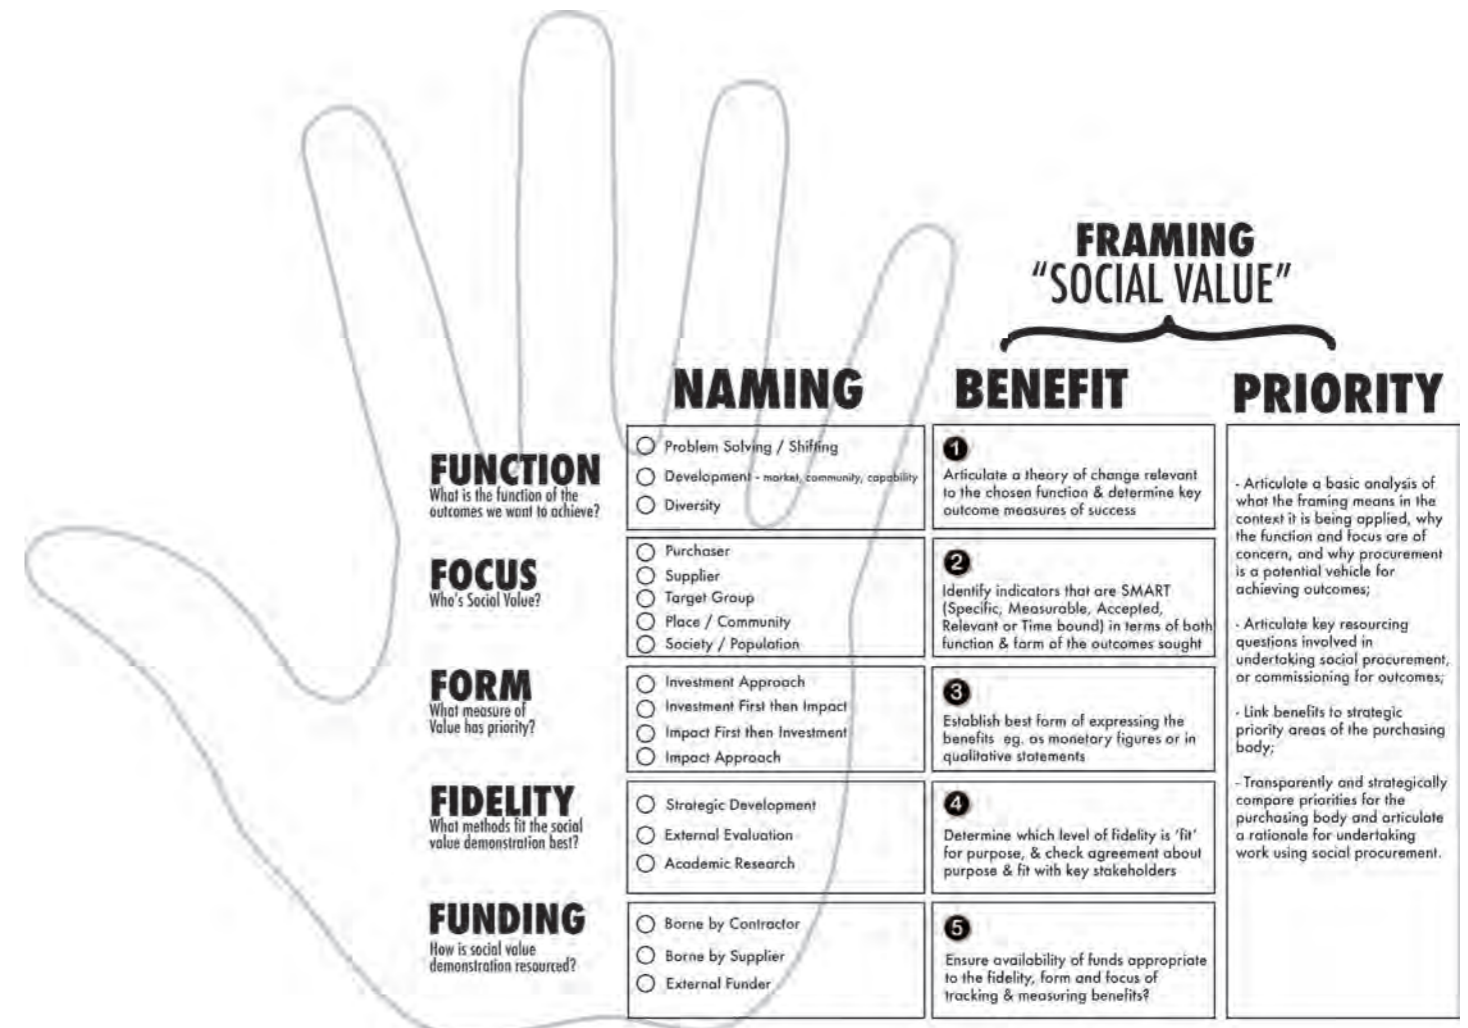 FRAMING
“SOCIAL VALUE”
NAMING
BENEFIT
PRIORITY
FUNCTION
What is the function of the
outcomes we want to achieve?
Problem Solving / Shifting
Development - market, community, capability
Diversity
1
Articulate a theory of change relevant
to the chosen function & determine key
outcome measures of success
FOCUS
Who's Social Value?
Purchaser
Supplier
Target Group
Place / Community
Society / Population
2
Identify indicators that are SMART
(Specific, Measurable, Accepted,
Relevant or Time bound) in terms of both
function & form of the outcomes sought
FORM
What measure of
Value has priority?
Investment Approach
Investment First then Impact
Impact First then Investment
Impact Approach
3
Establish best form of expressing the
benefits eg. as monetary figures or in
qualitative statements
FIDELITY
What methods fit the social
value demonstration best?
Strategic Development
External Evaluation
Academic Research
4
Determine which level of fidelity is ‘fit’
for purpose, & check agreement about
purpose & fit with key stakeholders
FUNDING
How is social value
demonstration resourced?
Borne by Contractor
Borne by Supplier
External Funder
5
Ensure availability of funds appropriate
to the fidelity, form and focus of
tracking & measuring benefits?
- Articulate a basic analysis of
what the framing means in the
context it is being applied, why
the function and focus are of
concern, and why procurement
is a potential vehicle for
achieving outcomes;
- Articulate key resourcing
questions involved in
undertaking social procurement,
or commissioning for outcomes;
- Link benefits to strategic
priority areas of the purchasing
body;
- Transparently and strategically
compare priorities for the
purchasing body and articulate
a rationale for undertaking
work using social procurement.